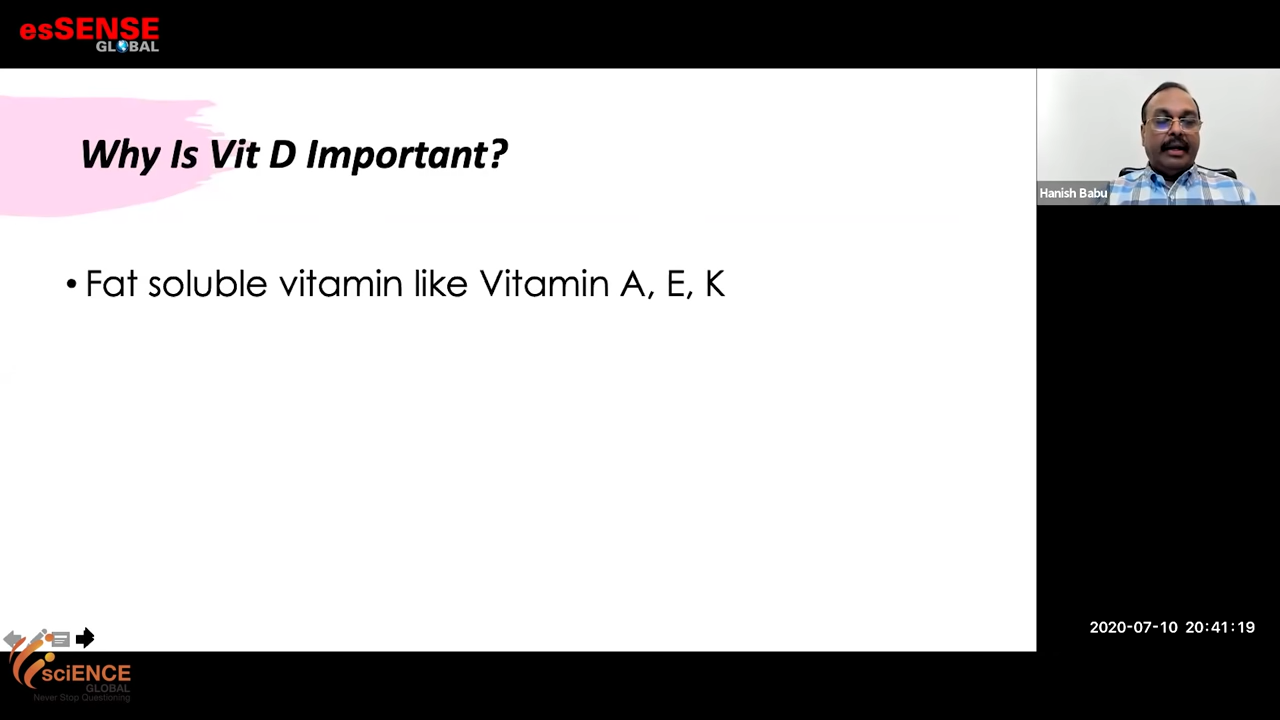 esSENSE
GLOBAL
Why Is Vit D Important?
• Fat soluble vitamin like Vitamin A, E, K
Hanish Babu
2020-07-10 20:41:19
sciENCE
GLOBAL
Never Stop Questioning